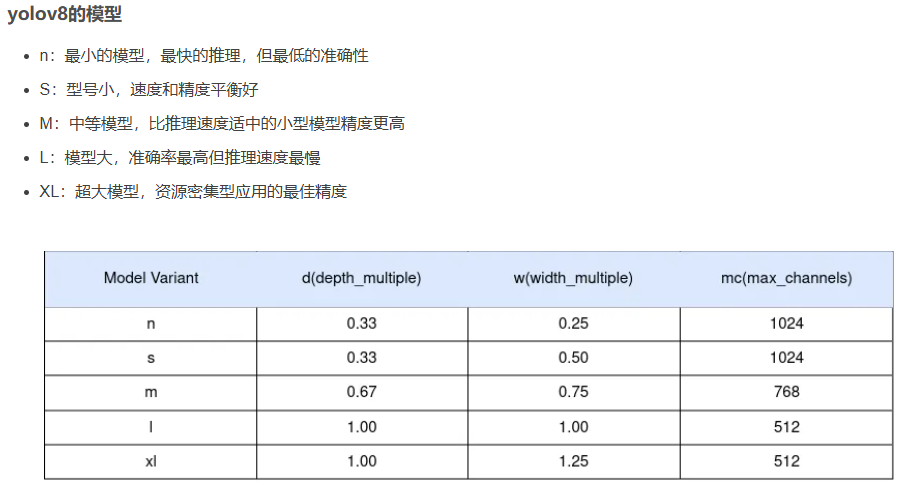 yolov8的模型
n：最小的模型，最快的推理，但最低的准确性
S：型号小，速度和精度平衡好
M：中等模型，比推理速度适中的小型模型精度更高
L：模型大，准确率最高但推理速度最慢
XL：超大模型，资源密集型应用的最佳精度
Model Variant d(depth_multiple) w(width_multiple) mc(max_channels)
n 0.33 0.25 1024
s 0.33 0.50 1024
m 0.67 0.75 768
l 1.00 1.00 512
xl 1.00 1.25 512